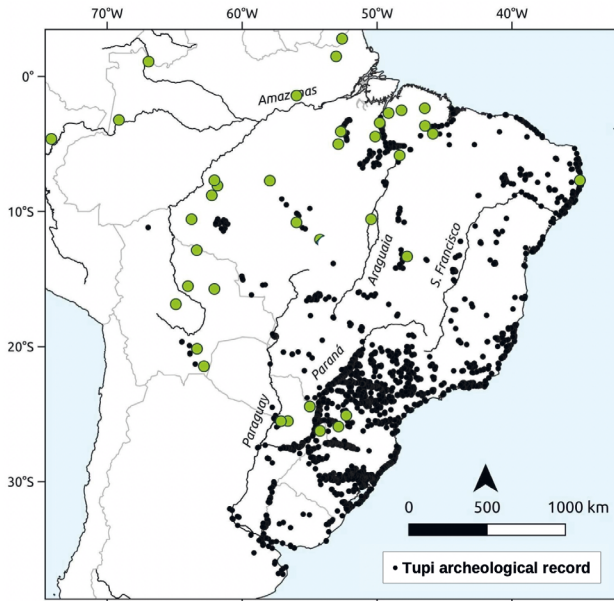 70°W 60°W 50°W 40°W
0°
Amazonas
10°S
Araguaia
S. Francisco
20°S
Paraná
Paraguay
30°S
0 500 1000 km
• Tupi archeological record